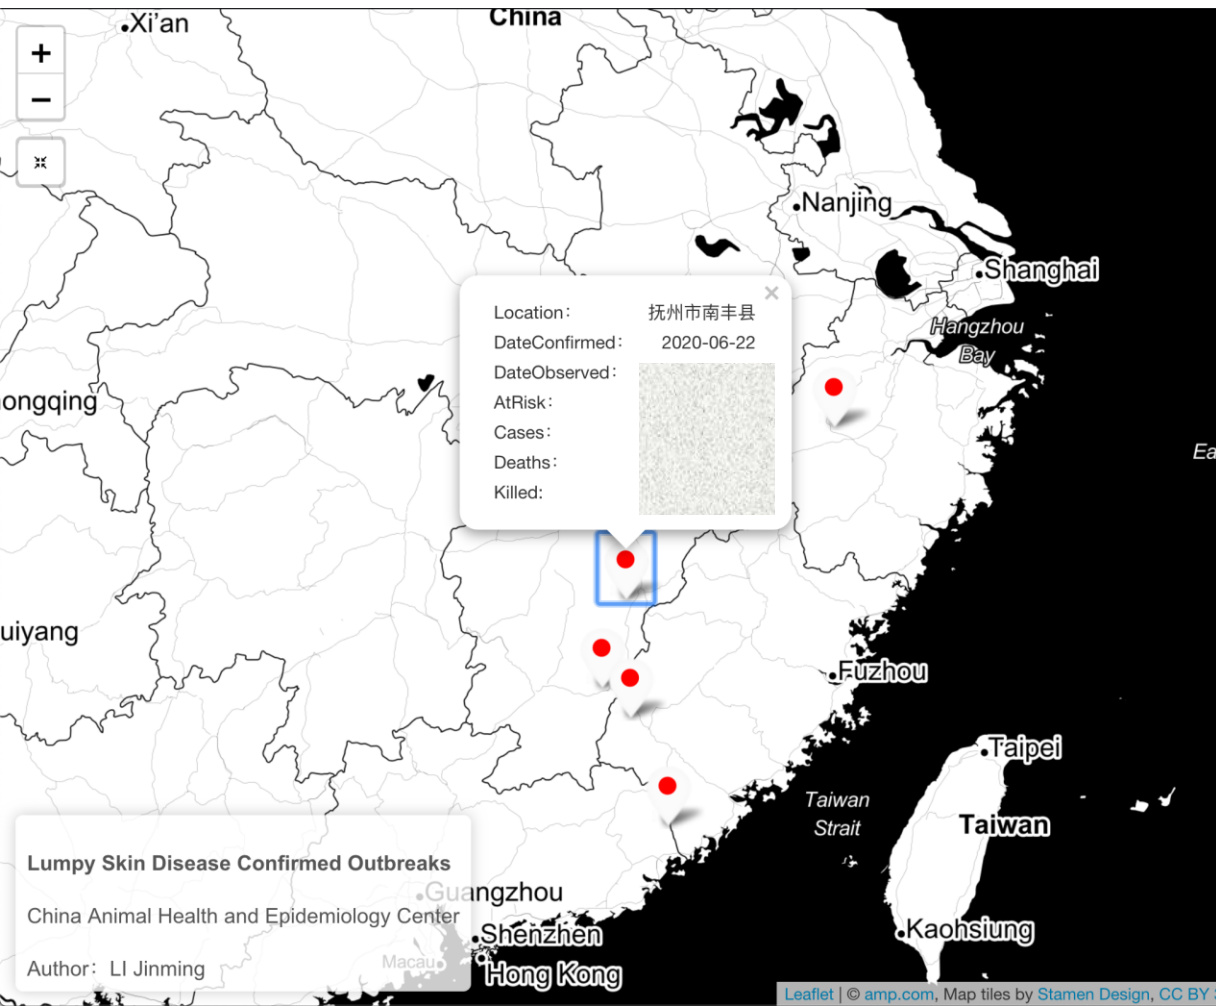 Xi'an
China
+
−
Nanjing
Shanghai
Hangzhou
Bay
Location: 抚州市南丰县
DateConfirmed: 2020-06-22
DateObserved:
AtRisk:
Cases:
Deaths:
Killed:
×
ongqing
Ea
uiyang
Fuzhou
Taipei
Taiwan
Strait
Taiwan
Kaohsiung
Lumpy Skin Disease Confirmed Outbreaks
China Animal Health and Epidemiology Center
Author: LI Jinming
Guangzhou
Shenzhen
Macau
Hong Kong
Leaflet | © amp.com, Map tiles by Stamen Design, CC BY